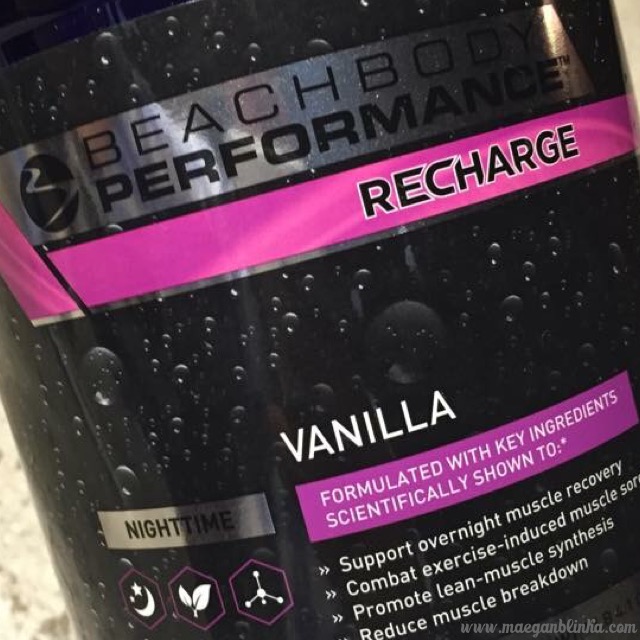 BEACHBODY
PERFORMANCE™
RECHARGE
VANILLA
FORMULATED WITH KEY INGREDIENTS
SCIENTIFICALLY SHOWN TO:*
NIGHTTIME
» Support overnight muscle recovery
» Combat exercise-induced muscle sor
» Promote lean-muscle synthesis
» Reduce muscle breakdown
www.maeganblinka.com